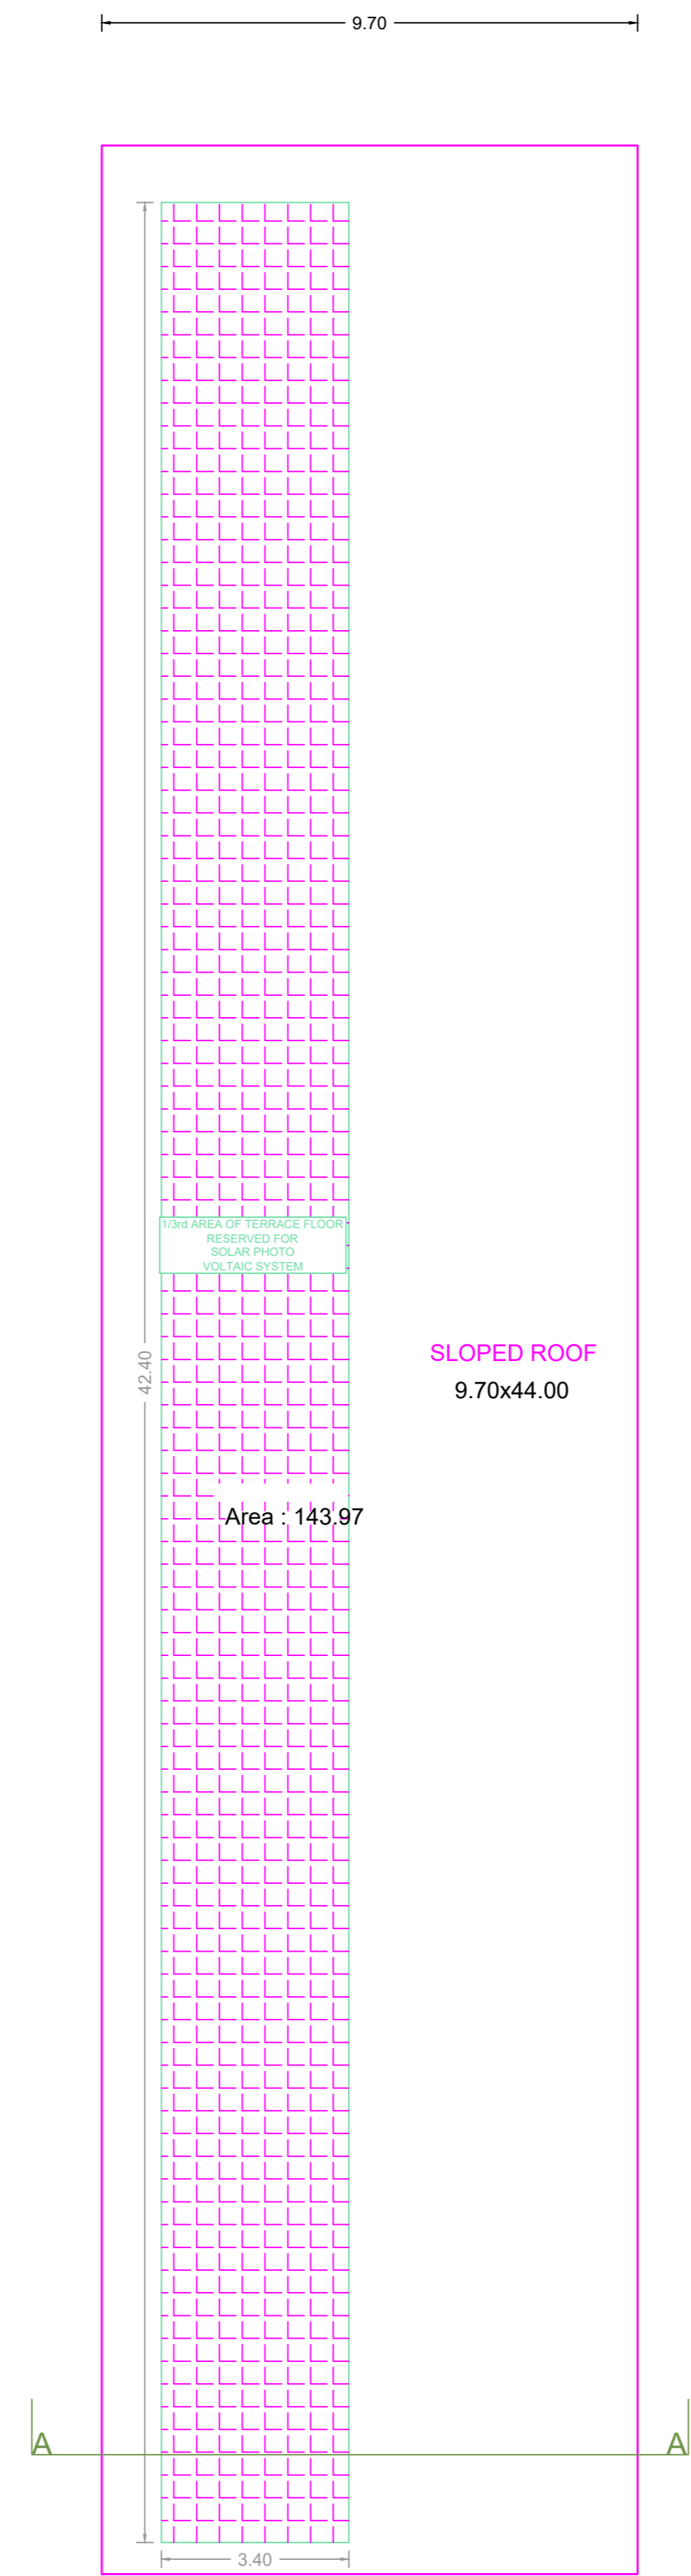 9.70
1/3rd AREA OF TERRACE FLOOR
RESERVED FOR
SOLAR PHOTO
VOLTAIC SYSTEM
42.40
SLOPED ROOF
9.70x44.00
Area : 143.97
A A
3.40